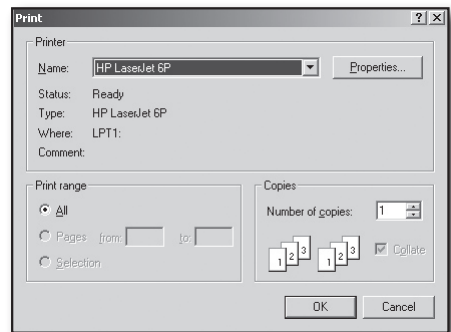 Print
Printer
Name: HP LaserJet 6P Properties...
Status: Ready
Type: HP LaserJet 6P
Where: LPT1:
Comment:
Print range
All
Pages from: to:
Selection
Copies
Number of copies: 1
1 2 3 1 2 3
Collate
OK Cancel